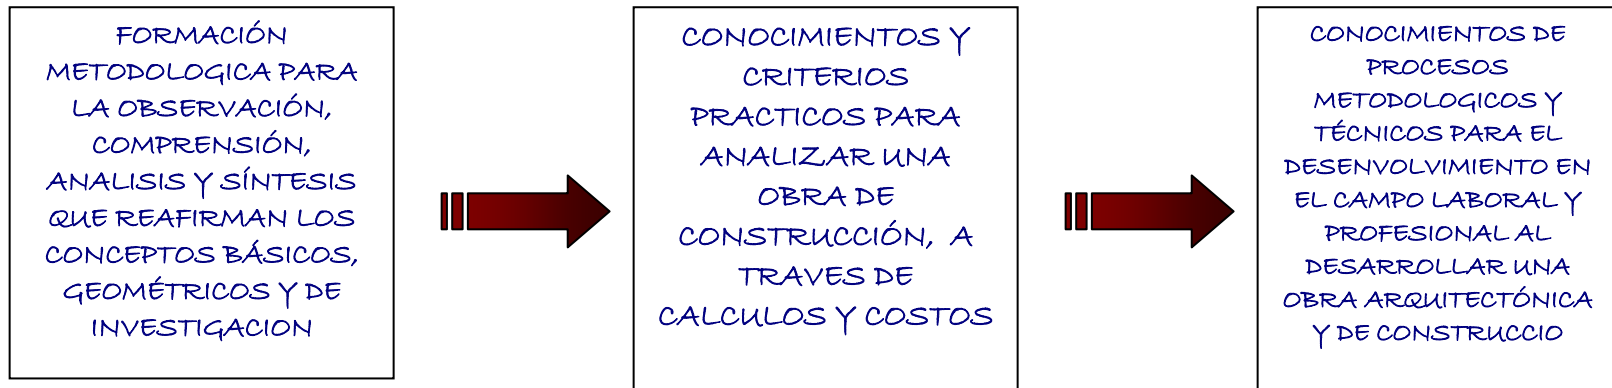 FORMACIÓN
METODOLOGICA PARA
LA OBSERVACIÓN,
COMPRENSIÓN,
ANALISIS Y SÍNTESIS
QUE REAFIRMAN LOS
CONCEPTOS BÁSICOS,
GEOMÉTRICOS Y DE
INVESTIGACION
CONOCIMIENTOS Y
CRITERIOS
PRACTICOS PARA
ANALIZAR UNA
OBRA DE
CONSTRUCCIÓN, A
TRAVES DE
CALCULOS Y COSTOS
CONOCIMIENTOS DE
PROCESOS
METODOLOGICOS Y
TÉCNICOS PARA EL
DESENVOLVIMIENTO EN
EL CAMPO LABORAL Y
PROFESIONAL AL
DESARROLLAR UNA
OBRA ARQUITECTÓNICA
Y DE CONSTRUCCIO